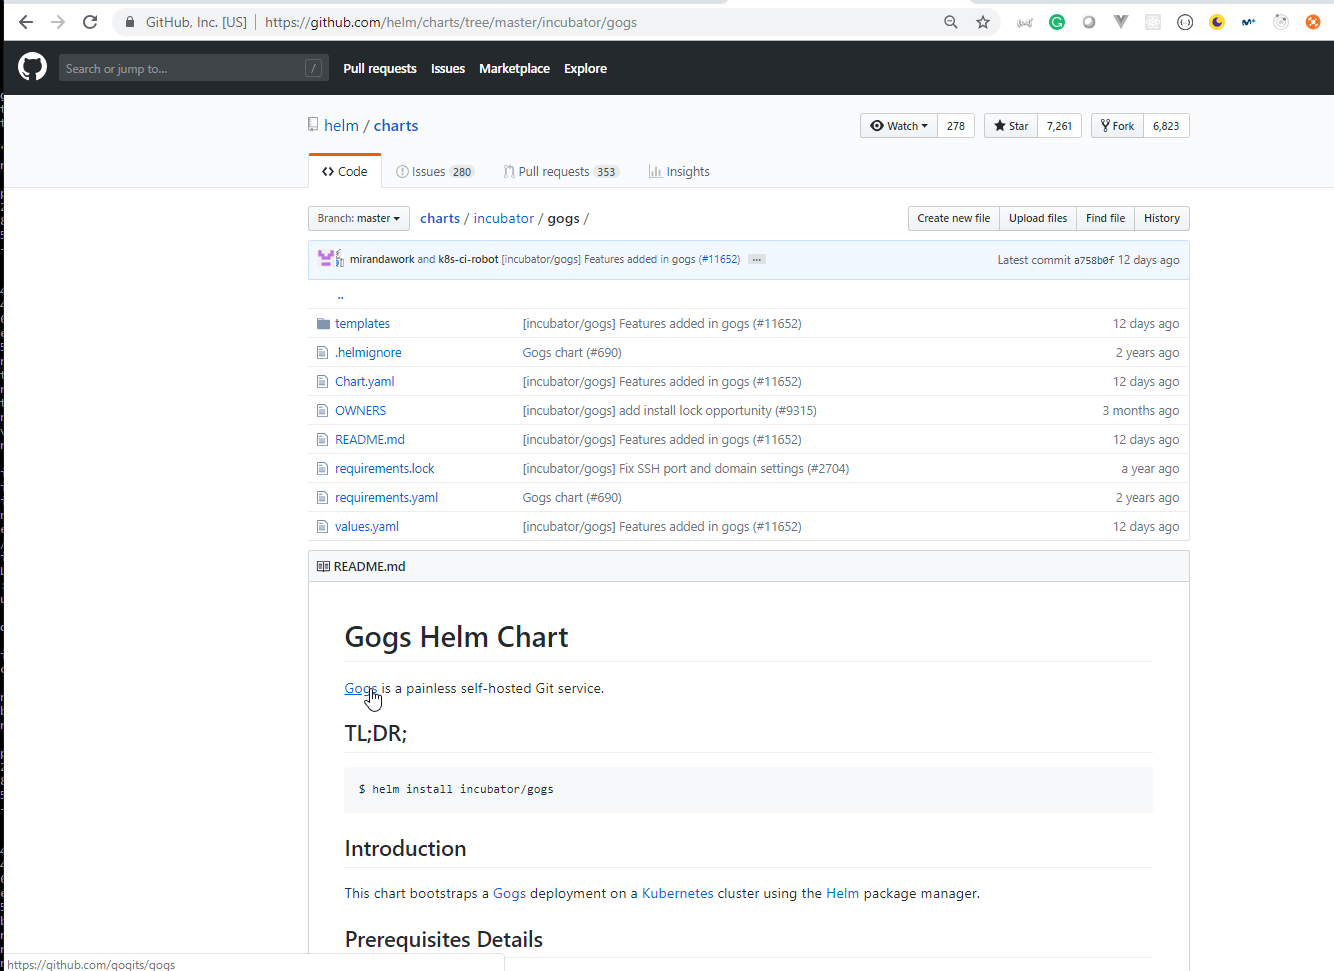 GitHub, Inc. [US] | https://github.com/helm/charts/tree/master/incubator/gogs
Search or jump to... / Pull requests Issues Marketplace Explore
helm / charts Watch 278 Star 7,261 Fork 6,823
Code Issues 280 Pull requests 353 Insights
Branch: master charts / incubator / gogs / Create new file Upload files Find file History
mirandawork and k8s-ci-robot [incubator/gogs] Features added in gogs (#11652) ... Latest commit a758b0f 12 days ago
..
templates [incubator/gogs] Features added in gogs (#11652) 12 days ago
.helmignore Gogs chart (#690) 2 years ago
Chart.yaml [incubator/gogs] Features added in gogs (#11652) 12 days ago
OWNERS [incubator/gogs] add install lock opportunity (#9315) 3 months ago
README.md [incubator/gogs] Features added in gogs (#11652) 12 days ago
requirements.lock [incubator/gogs] Fix SSH port and domain settings (#2704) a year ago
requirements.yaml Gogs chart (#690) 2 years ago
values.yaml [incubator/gogs] Features added in gogs (#11652) 12 days ago
README.md
Gogs Helm Chart
Gogs is a painless self-hosted Git service.
TL;DR;
$ helm install incubator/gogs
Introduction
This chart bootstraps a Gogs deployment on a Kubernetes cluster using the Helm package manager.
Prerequisites Details
https://github.com/gogits/gogs